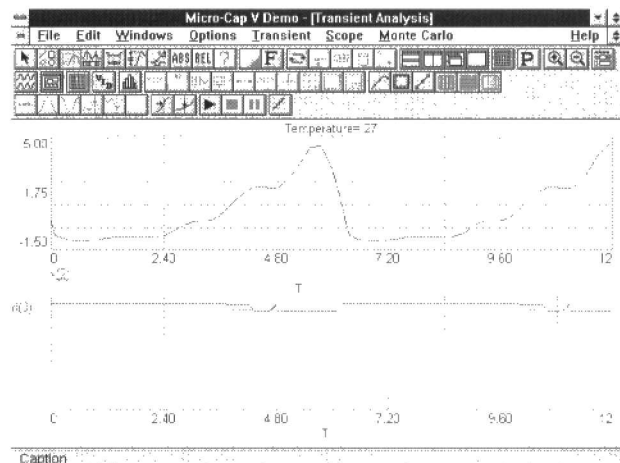 Micro-Cap V Demo - [Transient Analysis]
File Edit Windows Options Transient Scope Monte Carlo Help
ABS REL ? F P
Temperature= 27
5.00
1.75
-1.50
0 2.40 4.80 7.20 9.60 12
v(2)
T
d(3)
0 2.40 4.80 7.20 9.60 12
T
Caption